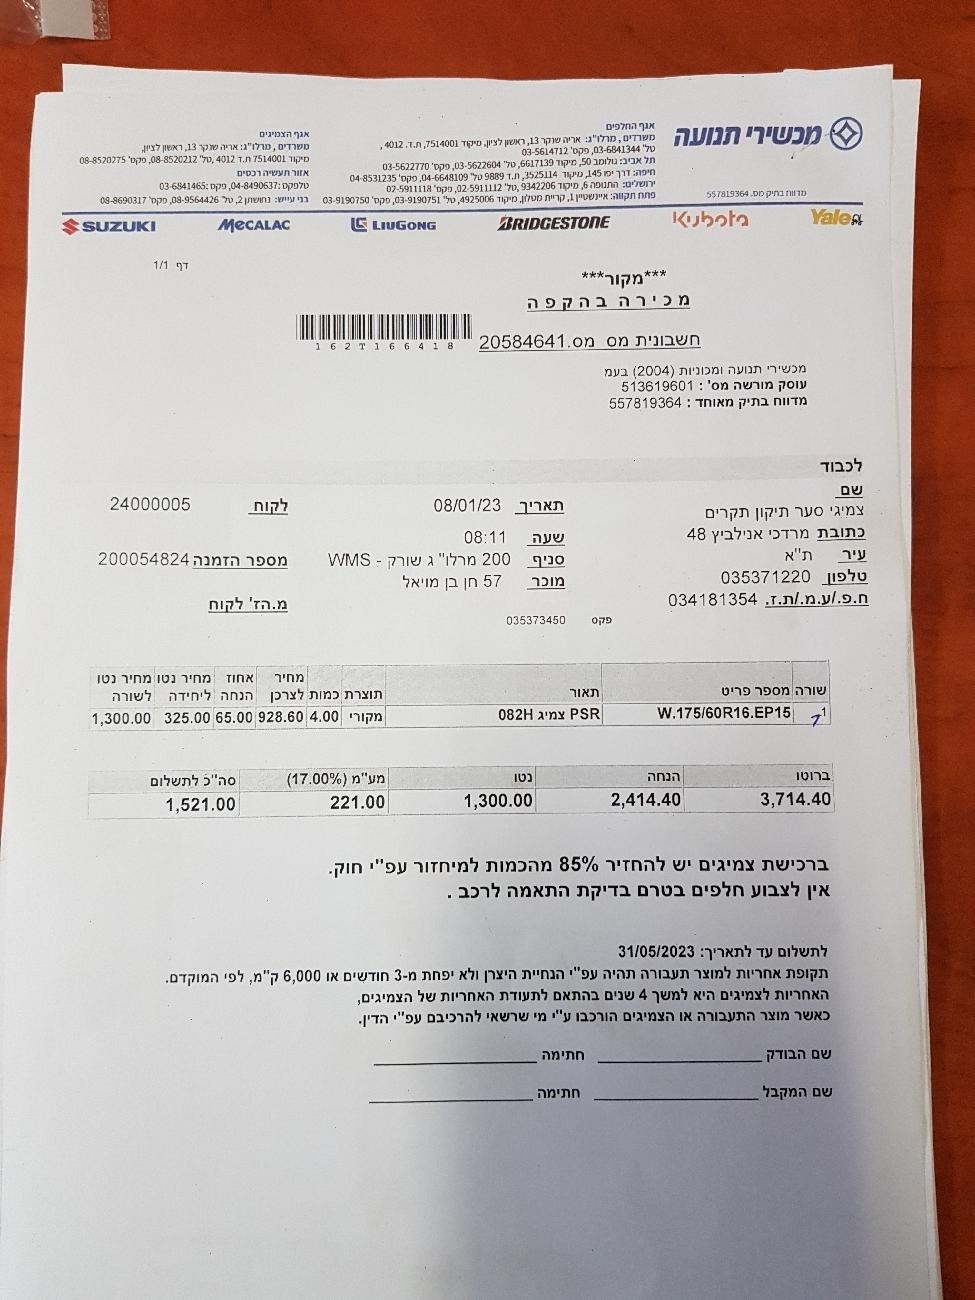 מכשירי תנועה
מדווח בתיק מס. 557819364
אגף החלפים
משרדים, מרלו"ג: אריה שנקר 13, ראשון לציון, מיקוד 7514001, ת.ד. 4012,
טל' 03-6841344, פקס' 03-5614712
תל אביב: טלומב 50, מיקוד 6617139, טל' 03-5622604, פקס' 03-5622770
חיפה: דרך יפו 145, מיקוד 3525114, ת.ד 9889 טל' 04-6648109, פקס' 04-8531235
ירושלים: התנופה 6, מיקוד 9342206, טל' 02-5911112, פקס' 02-5911118
פתח תקווה: איינשטיין 1, קריית מטלון, מיקוד 4925006, טל' 03-9190751, פקס' 03-9190750
אגף הצמיגים
משרדים, מרלו"ג: אריה שנקר 13, ראשון לציון,
מיקוד 7514001 ת.ד 4012, טל' 08-8520212, פקס' 08-8520275
אזור תעשיה רכסים
טלפקס: 04-8490637, פקס: 03-6841465
בני עייש: נחושתן 2, טל' 08-9564426, פקס' 08-8690317
SUZUKI MECALAC LIUGONG BRIDGESTONE Kubota Yale
דף 1/1
***מקור***
מכירה בהקפה
חשבונית מס מס.20584641
162T166418
מכשירי תנועה ומכוניות (2004) בעמ
עוסק מורשה מס': 513619601
מדווח בתיק מאוחד: 557819364
לכבוד
שם
צמיגי סער תיקון תקרים
כתובת מרדכי אנילביץ 48
עיר ת"א
טלפון 035371220
ח.פ./ע.מ./ת.ז. 034181354
פקס 035373450
תאריך 08/01/23
שעה 08:11
סניף 200 מרלו"ג שורק - WMS
מוכר 57 חן בן מויאל
לקוח 24000005
מספר הזמנה 200054824
מ.הז' לקוח
שורה מספר פריט תאור תוצרת כמות מחיר לצרכן אחוז הנחה מחיר נטו ליחידה מחיר נטו לשורה
1 W.175/60R16.EP15 PSR צמיג 082H מקורי 4.00 928.60 65.00 325.00 1,300.00
ברוטו הנחה נטו מע"מ (17.00%) סה"כ לתשלום
3,714.40 2,414.40 1,300.00 221.00 1,521.00
ברכישת צמיגים יש להחזיר 85% מהכמות למיחזור עפ"י חוק.
אין לצבוע חלפים בטרם בדיקת התאמה לרכב.
לתשלום עד לתאריך: 31/05/2023
תקופת אחריות למוצר תעבורה תהיה עפ"י הנחיית היצרן ולא יפחת מ-3 חודשים או 6,000 ק"מ, לפי המוקדם.
האחריות לצמיגים היא למשך 4 שנים בהתאם לתעודת האחריות של הצמיגים,
כאשר מוצר התעבורה או הצמיגים הורכבו ע"י מי שרשאי להרכיבם עפ"י הדין.
שם הבודק ____________ חתימה ____________
שם המקבל ____________ חתימה ____________